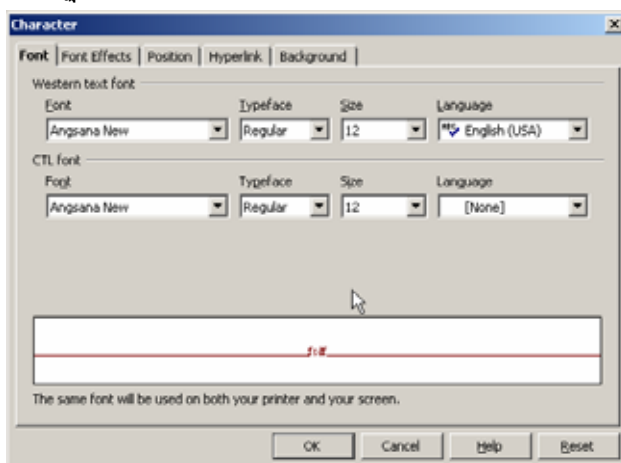 Character
Font Font Effects Position Hyperlink Background
Western text font
Font Typeface Size Language
Angsana New Regular 12 English (USA)
CTL font
Font Typeface Size Language
Angsana New Regular 12 [None]
The same font will be used on both your printer and your screen.
OK Cancel Help Reset